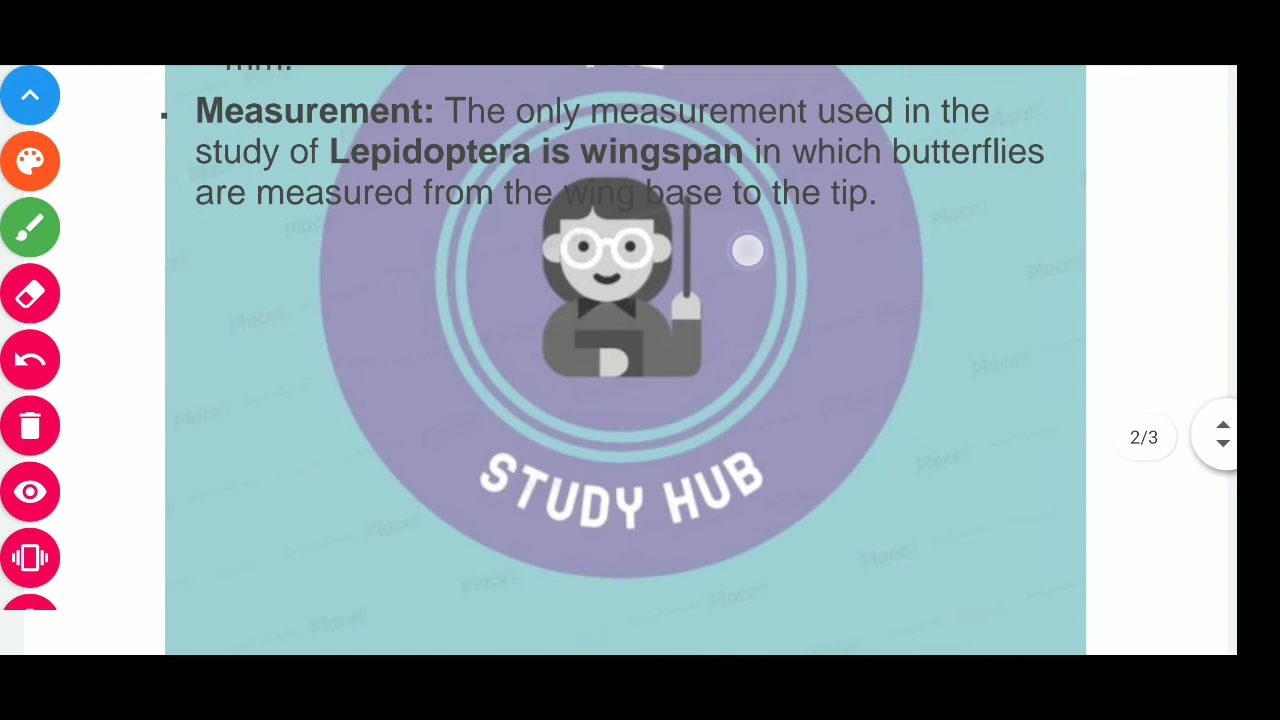 Measurement: The only measurement used in the
study of Lepidoptera is wingspan in which butterflies
are measured from the wing base to the tip.
STUDY HUB
2/3